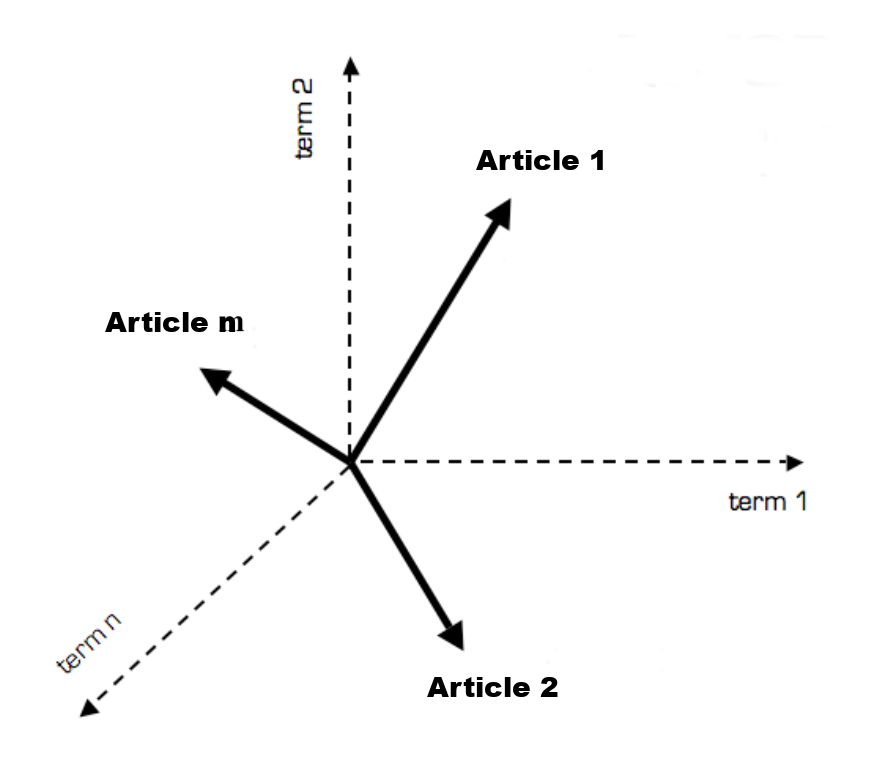 term 2
Article 1
Article m
term 1
term n
Article 2